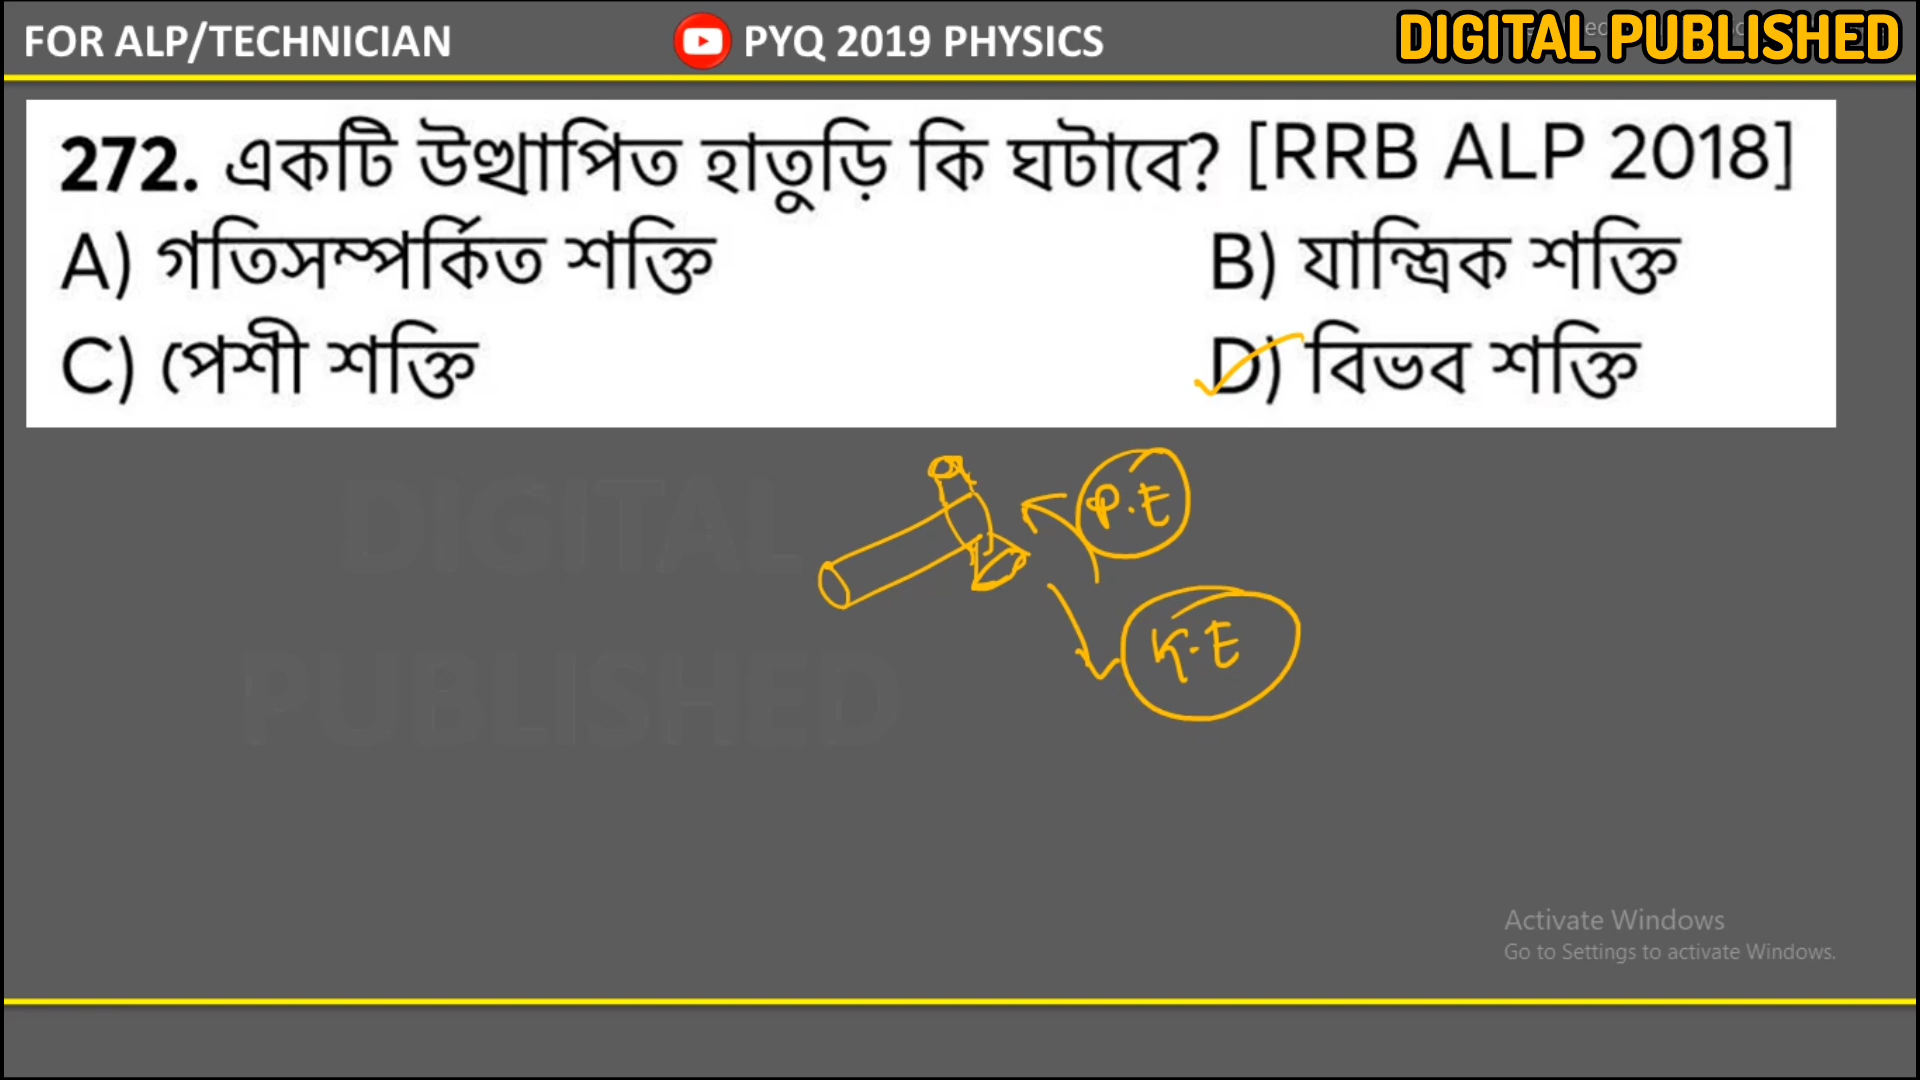 FOR ALP/TECHNICIAN PYQ 2019 PHYSICS DIGITAL PUBLISHED
272. একটি উত্থাপিত হাতুড়ি কি ঘটাবে? [RRB ALP 2018]
A) গতিসম্পর্কিত শক্তি B) যান্ত্রিক শক্তি
C) পেশী শক্তি D) বিভব শক্তি
P.E
K.E
DIGITAL
PUBLISHED
Activate Windows
Go to Settings to activate Windows.